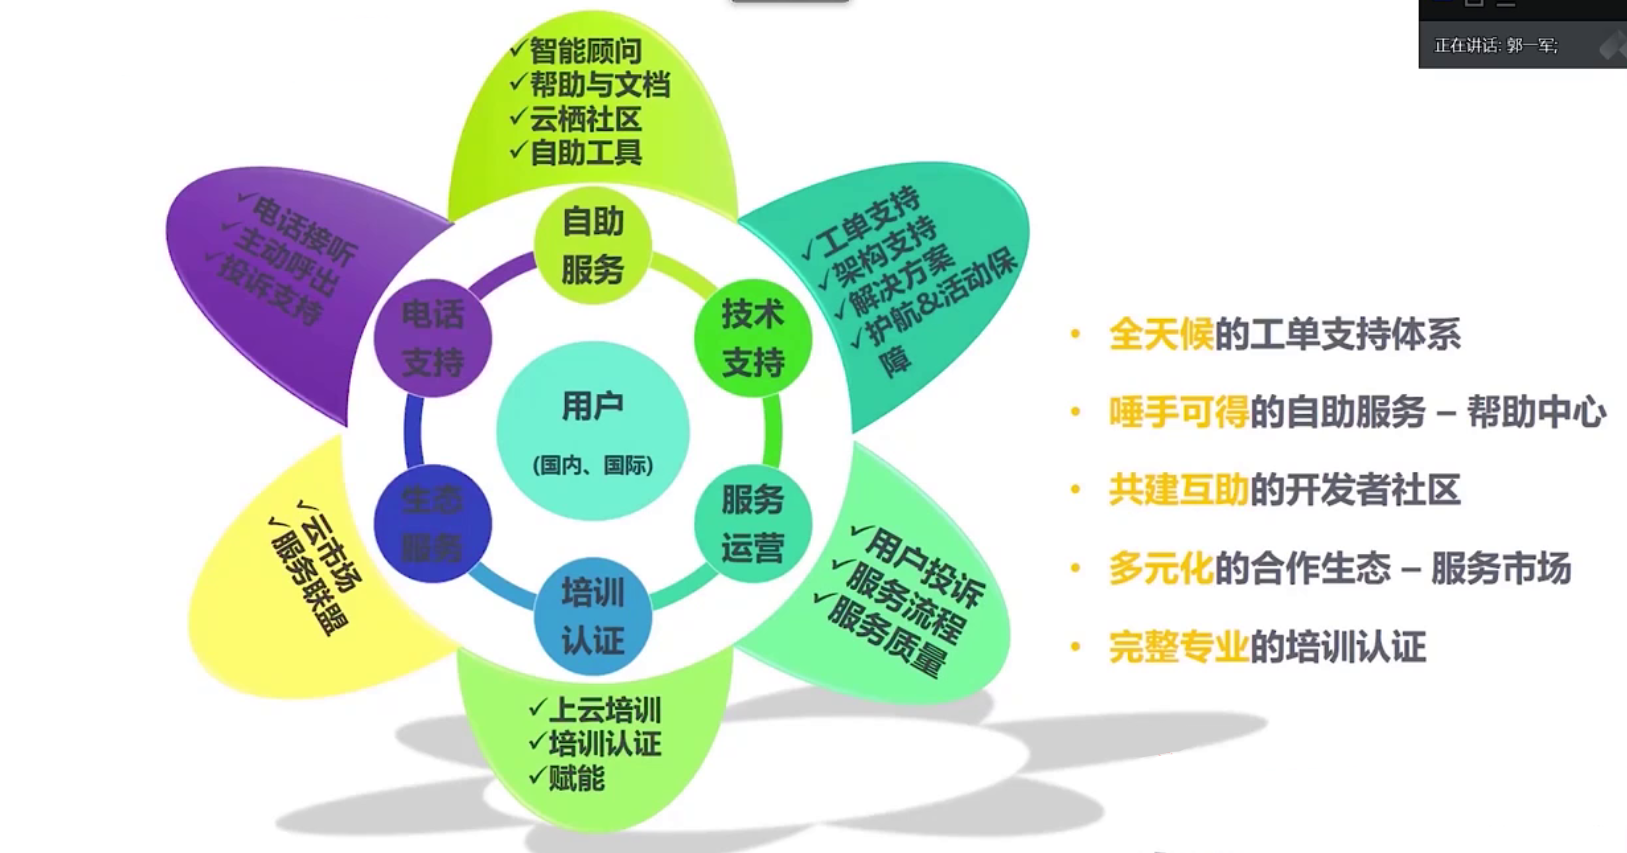 正在讲话: 郭一军;
✓智能顾问
✓帮助与文档
✓云栖社区
✓自助工具
✓电话接听
✓主动呼出
✓投诉支持
✓工单支持
✓架构支持
✓解决方案
✓护航&活动保
障
自助
服务
电话
支持
技术
支持
用户
(国内、国际)
生态
服务
服务
运营
培训
认证
✓云市场
✓服务联盟
✓用户投诉
✓服务流程
✓服务质量
✓上云培训
✓培训认证
✓赋能
• 全天候的工单支持体系
• 唾手可得的自助服务 – 帮助中心
• 共建互助的开发者社区
• 多元化的合作生态 – 服务市场
• 完整专业的培训认证